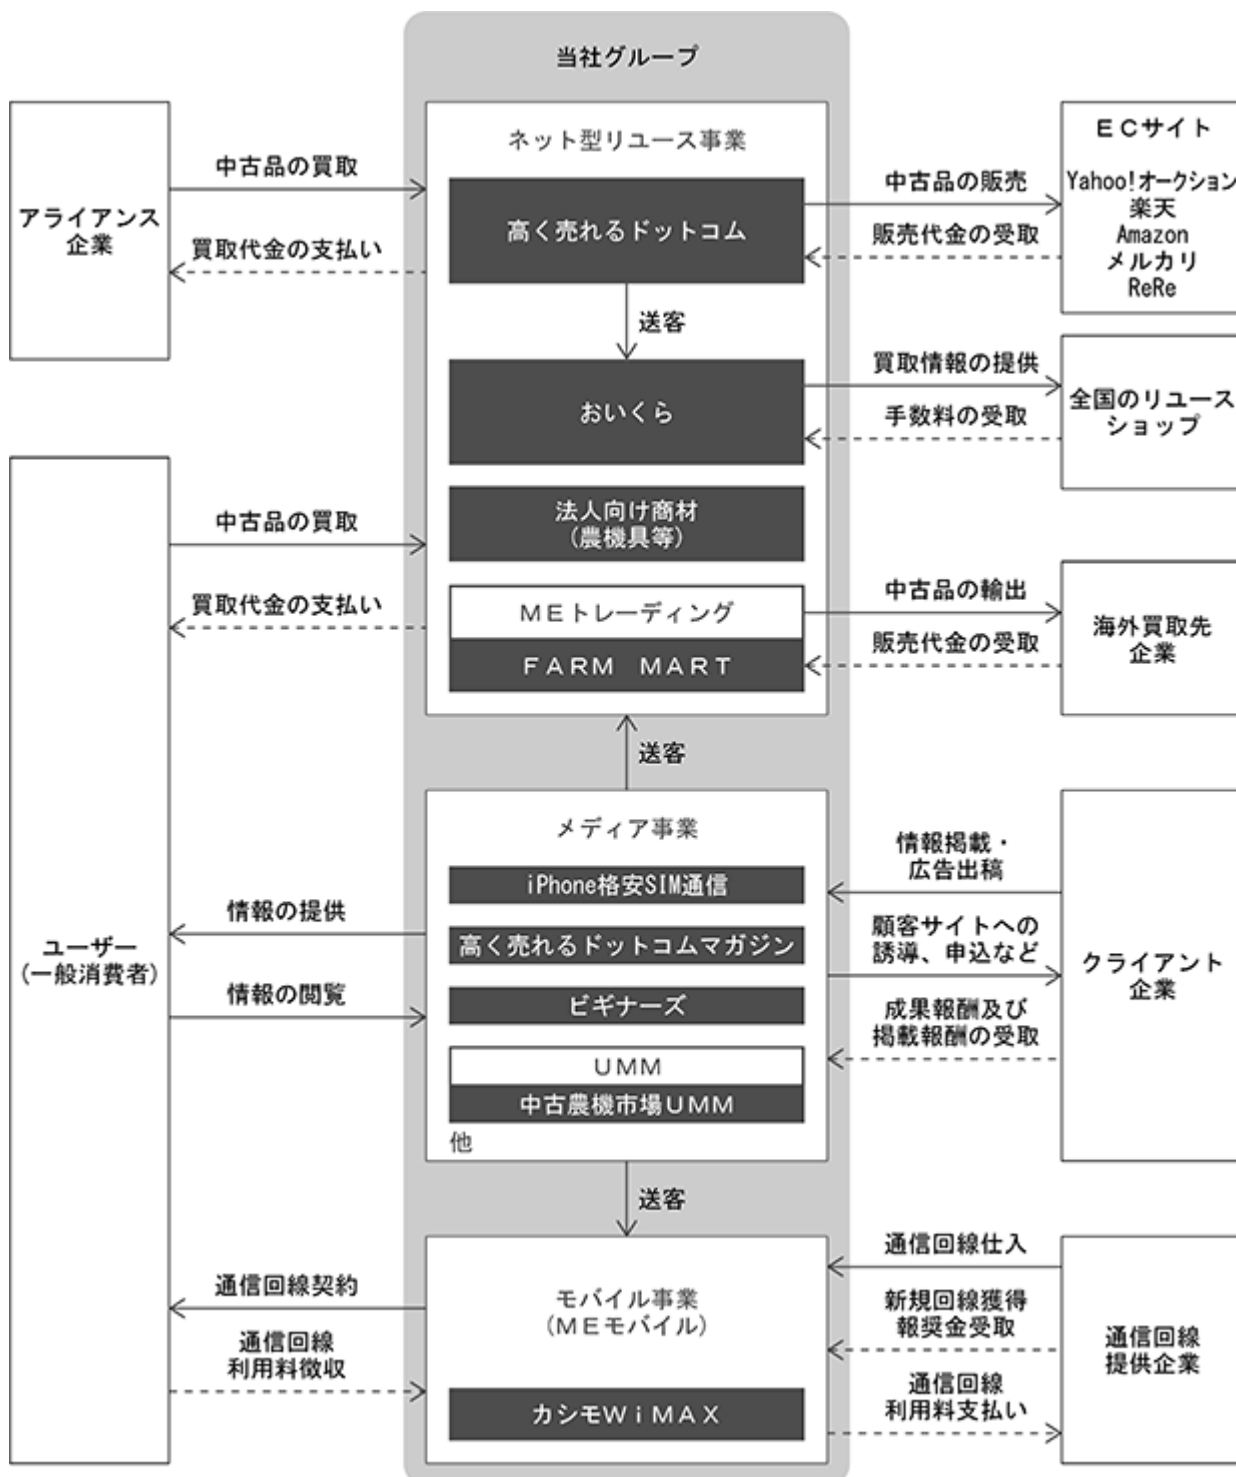 当社グループ
アライアンス
企業
中古品の買取
買取代金の支払い
ネット型リユース事業
高く売れるドットコム
送客
おいくら
法人向け商材
(農機具等)
MEトレーディング
FARM MART
中古品の販売
販売代金の受取
ECサイト
Yahoo!オークション
楽天
Amazon
メルカリ
ReRe
買取情報の提供
手数料の受取
全国のリユース
ショップ
中古品の輸出
販売代金の受取
海外買取先
企業
ユーザー
(一般消費者)
中古品の買取
買取代金の支払い
送客
メディア事業
iPhone格安SIM通信
高く売れるドットコムマガジン
ビギナーズ
UMM
中古農機市場UMM
他
情報の提供
情報の閲覧
情報掲載・
広告出稿
顧客サイトへの
誘導、申込など
成果報酬及び
掲載報酬の受取
クライアント
企業
送客
モバイル事業
(MEモバイル)
カシモWiMAX
通信回線契約
通信回線
利用料徴収
通信回線仕入
新規回線獲得
報奨金受取
通信回線
利用料支払い
通信回線
提供企業